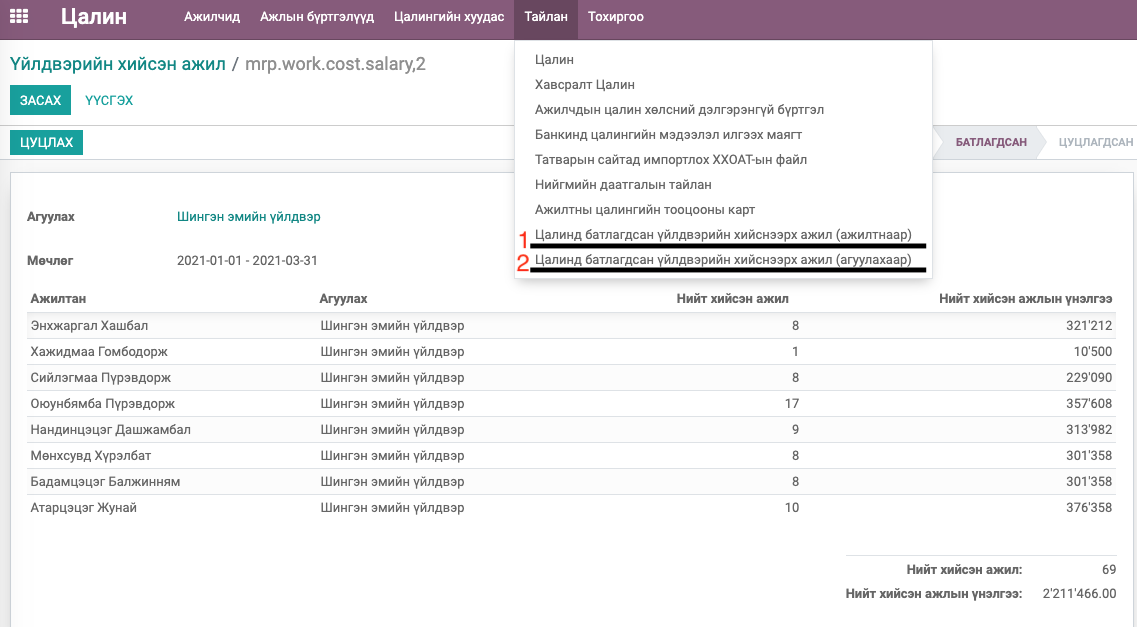 Цалин Ажилчид Ажлын бүртгэлүүд Цалингийн хуудас Тайлан Тохиргоо
Үйлдвэрийн хийсэн ажил / mrp.work.cost.salary,2
ЗАСАХ ҮҮСГЭХ
ЦУЦЛАХ
БАТЛАГДСАН ЦУЦЛАГДСАН
Цалин
Хавсралт Цалин
Ажилчдын цалин хөлсний дэлгэрэнгүй бүртгэл
Банкинд цалингийн мэдээлэл илгээх маягт
Татварын сайтад импортлох ХХОАТ-ын файл
Нийгмийн даатгалын тайлан
Ажилтны цалингийн тооцооны карт
1 Цалинд батлагдсан үйлдвэрийн хийснээрх ажил (ажилтнаар)
2 Цалинд батлагдсан үйлдвэрийн хийснээрх ажил (агуулахаар)
Агуулах Шингэн эмийн үйлдвэр
Мөчлөг 2021-01-01 - 2021-03-31
Ажилтан Агуулах Нийт хийсэн ажил Нийт хийсэн ажлын үнэлгээ
Энхжаргал Хашбал Шингэн эмийн үйлдвэр 8 321'212
Хажидмаа Гомбодорж Шингэн эмийн үйлдвэр 1 10'500
Сийлэгмаа Пүрэвдорж Шингэн эмийн үйлдвэр 8 229'090
Оюунбямба Пүрэвдорж Шингэн эмийн үйлдвэр 17 357'608
Нандинцэцэг Дашжамбал Шингэн эмийн үйлдвэр 9 313'982
Мөнхсувд Хүрэлбат Шингэн эмийн үйлдвэр 8 301'358
Бадамцэцэг Балжинням Шингэн эмийн үйлдвэр 8 301'358
Атарцэцэг Жунай Шингэн эмийн үйлдвэр 10 376'358
Нийт хийсэн ажил: 69
Нийт хийсэн ажлын үнэлгээ: 2'211'466.00